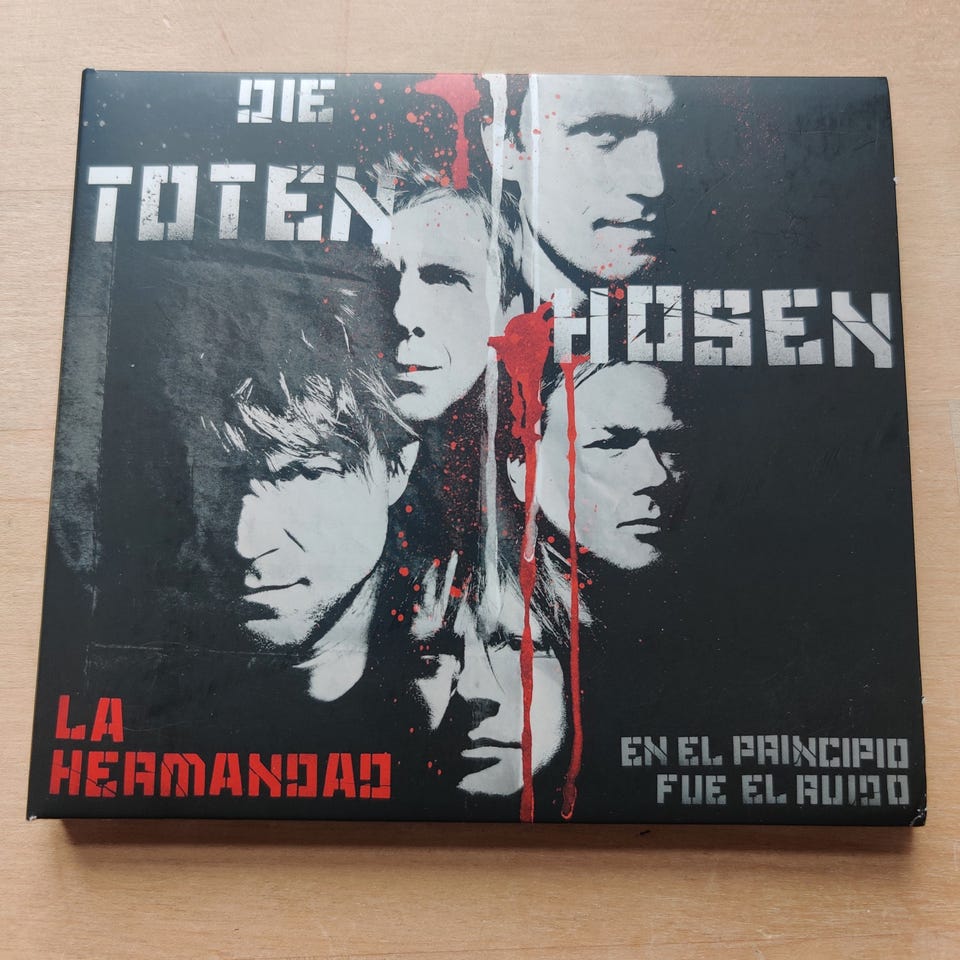 DIE
TOTEN
HOSEN
LA
HERMANDAD
EN EL PRINCIPIO
FUE EL RUIDO